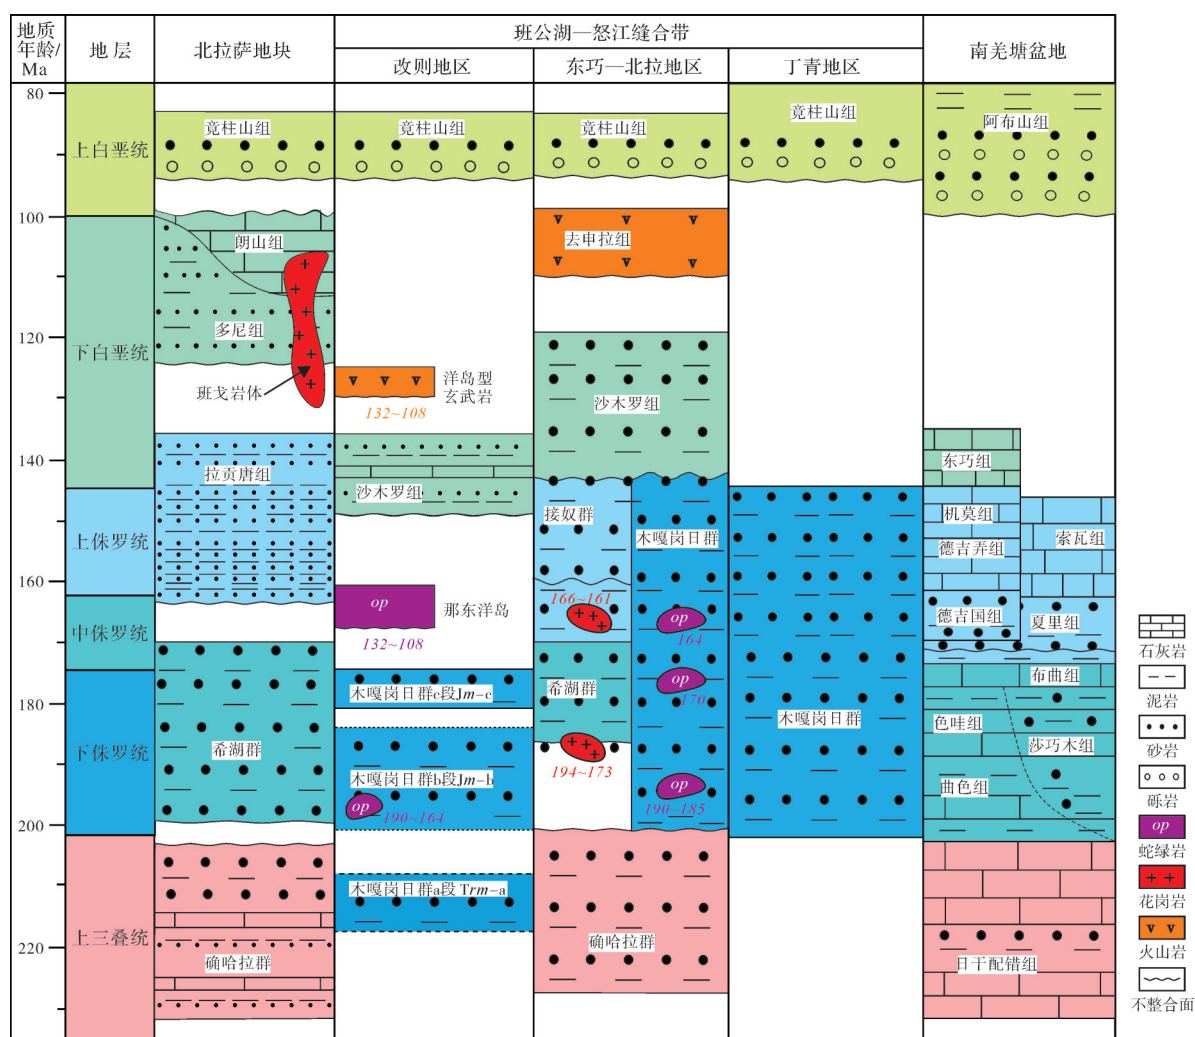 地质
年龄/
Ma
地 层
北拉萨地块
班公湖—怒江缝合带
改则地区
东巧—北拉地区
丁青地区
南羌塘盆地
80
100
120
140
160
180
200
220
上白垩统
下白垩统
上侏罗统
中侏罗统
下侏罗统
上三叠统
竟柱山组
朗山组
多尼组
班戈岩体
拉贡唐组
希湖群
确哈拉群
竟柱山组
洋岛型
玄武岩
132~108
沙木罗组
op
那东洋岛
132~108
木嘎岗日群c段Jm-c
木嘎岗日群b段Jm-b
op
190~164
木嘎岗日群a段Trm-a
竟柱山组
去申拉组
沙木罗组
接奴群
木嘎岗日群
166~161
op
164
希湖群
op
170
194~173
op
190~185
确哈拉群
竟柱山组
木嘎岗日群
阿布山组
东巧组
机莫组
德吉弄组
索瓦组
德吉国组
夏里组
布曲组
色哇组
莎巧木组
曲色组
日干配错组
石灰岩
泥岩
砂岩
砾岩
op
蛇绿岩
花岗岩
火山岩
不整合面